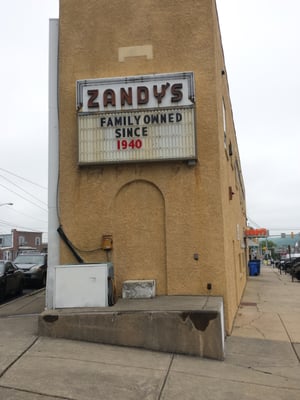 ZANDY'S
FAMILY OWNED
SINCE
1940